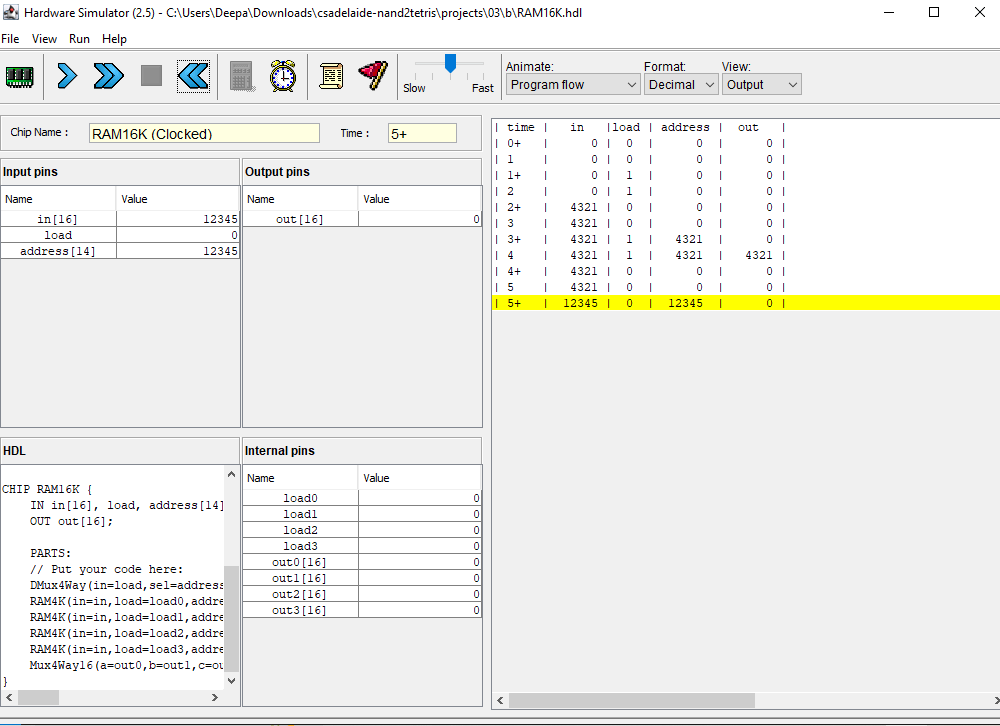 Hardware Simulator (2.5) - C:\Users\Deepa\Downloads\csadelaide-nand2tetris\projects\03\b\RAM16K.hdl
File View Run Help
Slow Fast
Animate: Format: View:
Program flow Decimal Output
Chip Name : RAM16K (Clocked) Time : 5+
Input pins
Name Value
in[16] 12345
load 0
address[14] 12345
Output pins
Name Value
out[16] 0
| time | in |load | address | out |
| 0+ | 0 | 0 | 0 | 0 |
| 1 | 0 | 0 | 0 | 0 |
| 1+ | 0 | 1 | 0 | 0 |
| 2 | 0 | 1 | 0 | 0 |
| 2+ | 4321 | 0 | 0 | 0 |
| 3 | 4321 | 0 | 0 | 0 |
| 3+ | 4321 | 1 | 4321 | 0 |
| 4 | 4321 | 1 | 4321 | 4321 |
| 4+ | 4321 | 0 | 0 | 0 |
| 5 | 4321 | 0 | 0 | 0 |
| 5+ | 12345 | 0 | 12345 | 0 |
HDL
CHIP RAM16K {
IN in[16], load, address[14]
OUT out[16];
PARTS:
// Put your code here:
DMux4Way(in=load,sel=address
RAM4K(in=in,load=load0,addre
RAM4K(in=in,load=load1,addre
RAM4K(in=in,load=load2,addre
RAM4K(in=in,load=load3,addre
Mux4Way16(a=out0,b=out1,c=ou
}
Internal pins
Name Value
load0 0
load1 0
load2 0
load3 0
out0[16] 0
out1[16] 0
out2[16] 0
out3[16] 0